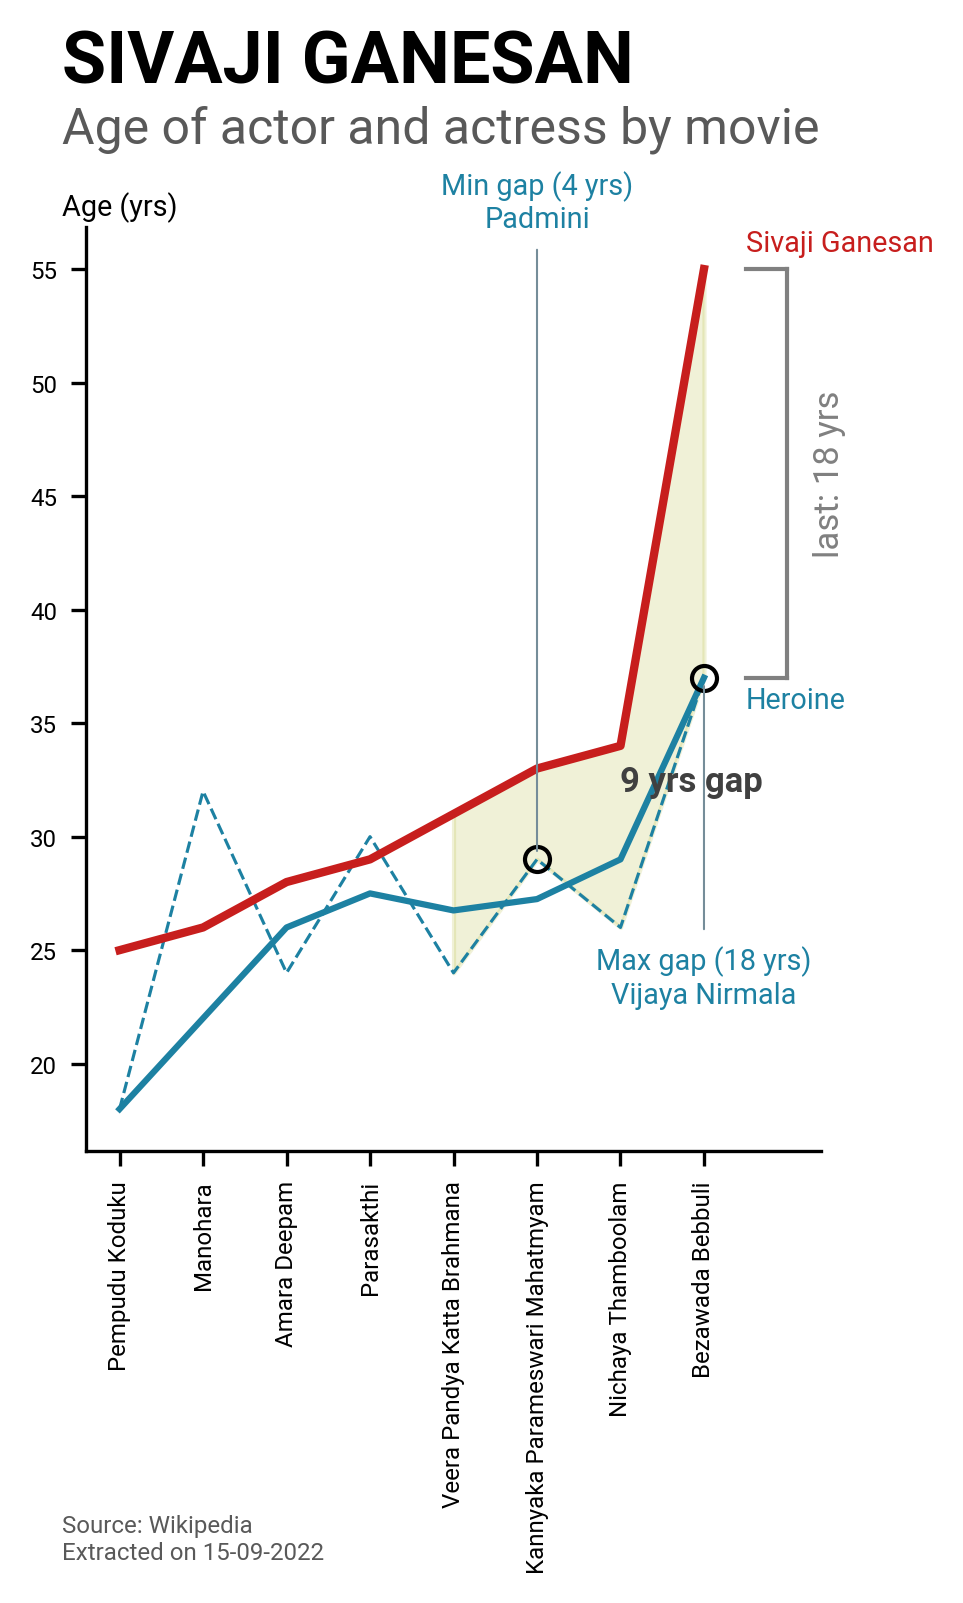 SIVAJI GANESAN
Age of actor and actress by movie
Min gap (4 yrs)
Padmini
Age (yrs)
Sivaji Ganesan
55
50
45
40
35
30
25
20
last: 18 yrs
Heroine
9 yrs gap
Max gap (18 yrs)
Vijaya Nirmala
Pempudu Koduku
Manohara
Amara Deepam
Parasakthi
Veera Pandya Katta Brahmana
Kannyaka Parameswari Mahatmyam
Nichaya Thamboolam
Bezawada Bebbuli
Source: Wikipedia
Extracted on 15-09-2022